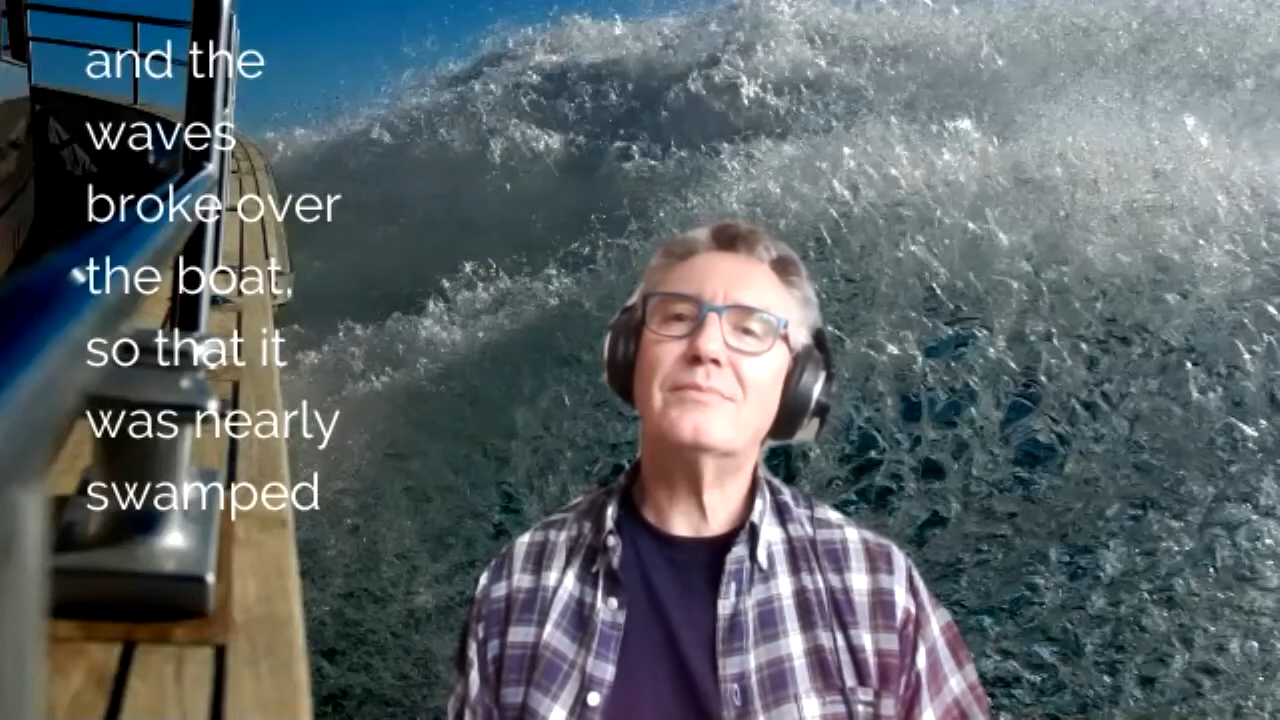 and the
waves
broke over
the boat,
so that it
was nearly
swamped